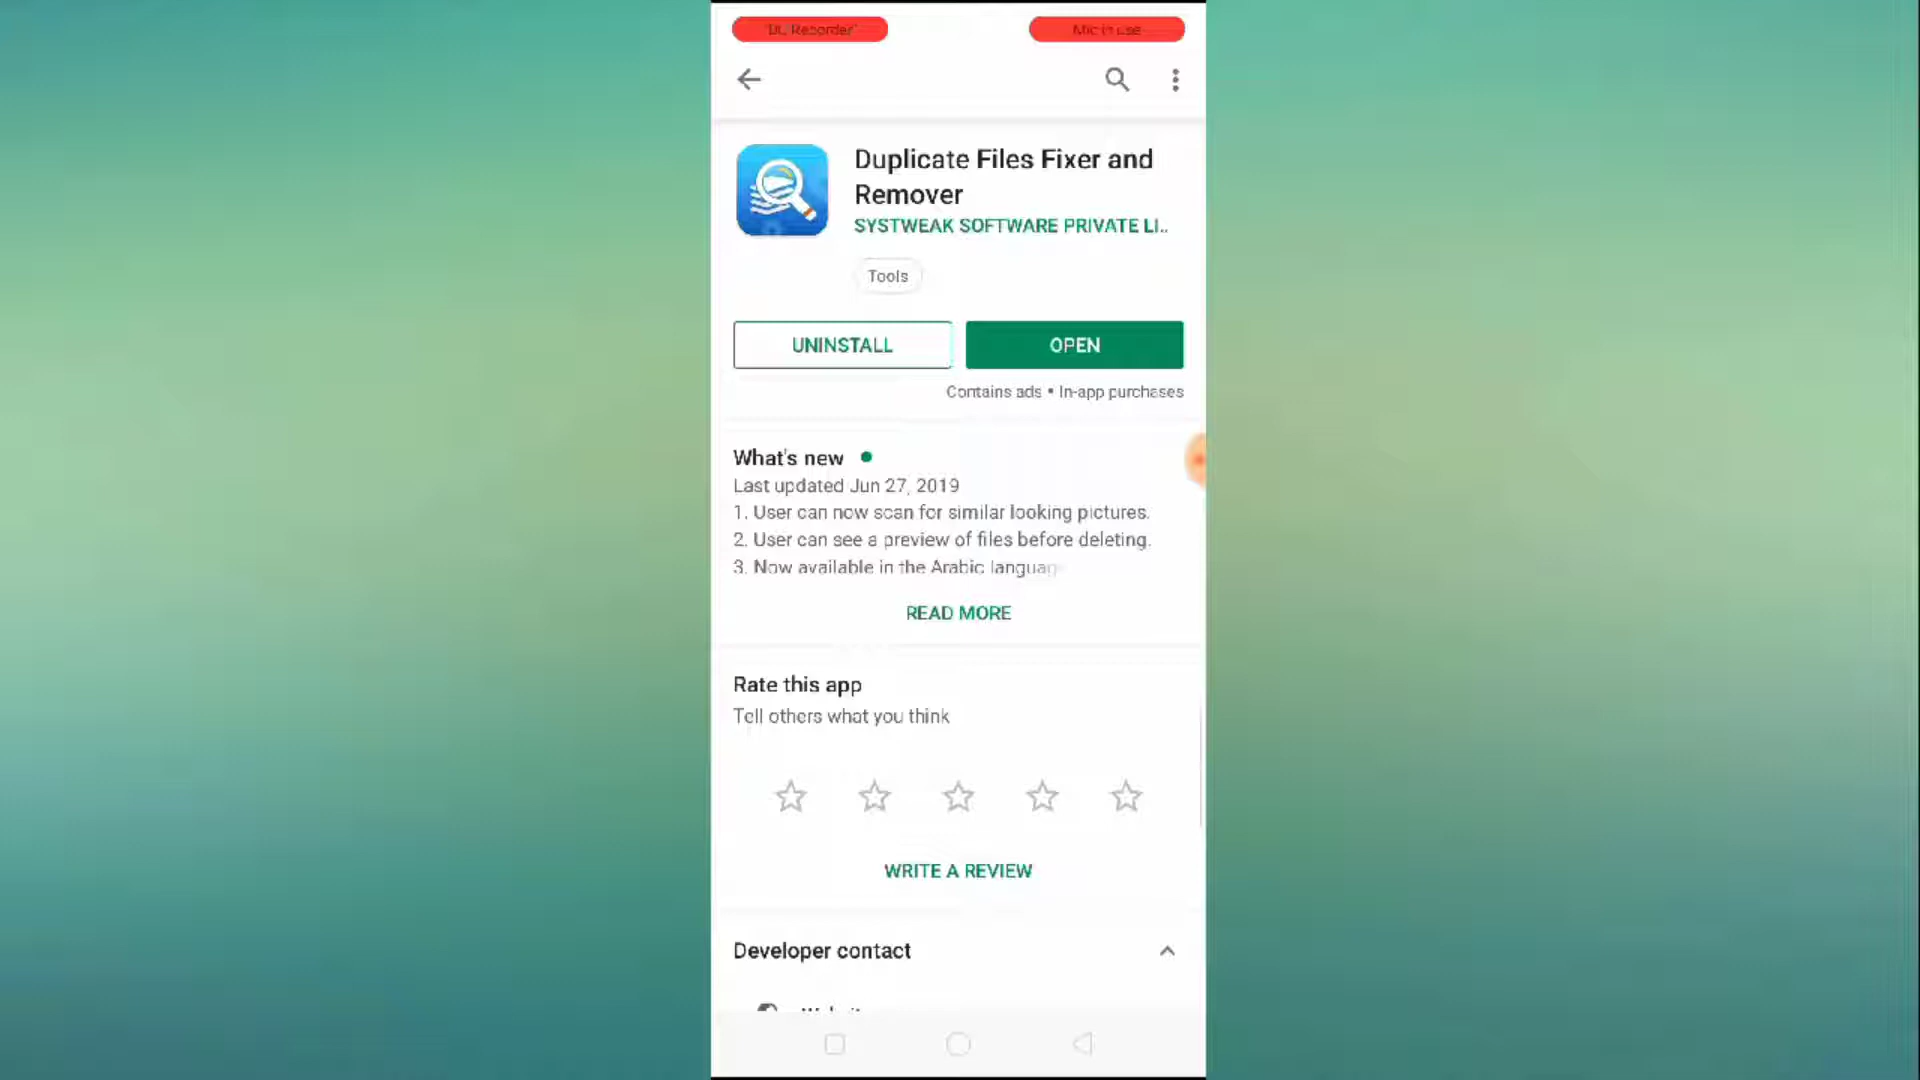 DU Recorder
Mic in use
Duplicate Files Fixer and
Remover
SYSTWEAK SOFTWARE PRIVATE LI..
Tools
UNINSTALL
OPEN
Contains ads • In-app purchases
What's new
Last updated Jun 27, 2019
1. User can now scan for similar looking pictures.
2. User can see a preview of files before deleting.
3. Now available in the Arabic languag
READ MORE
Rate this app
Tell others what you think
WRITE A REVIEW
Developer contact